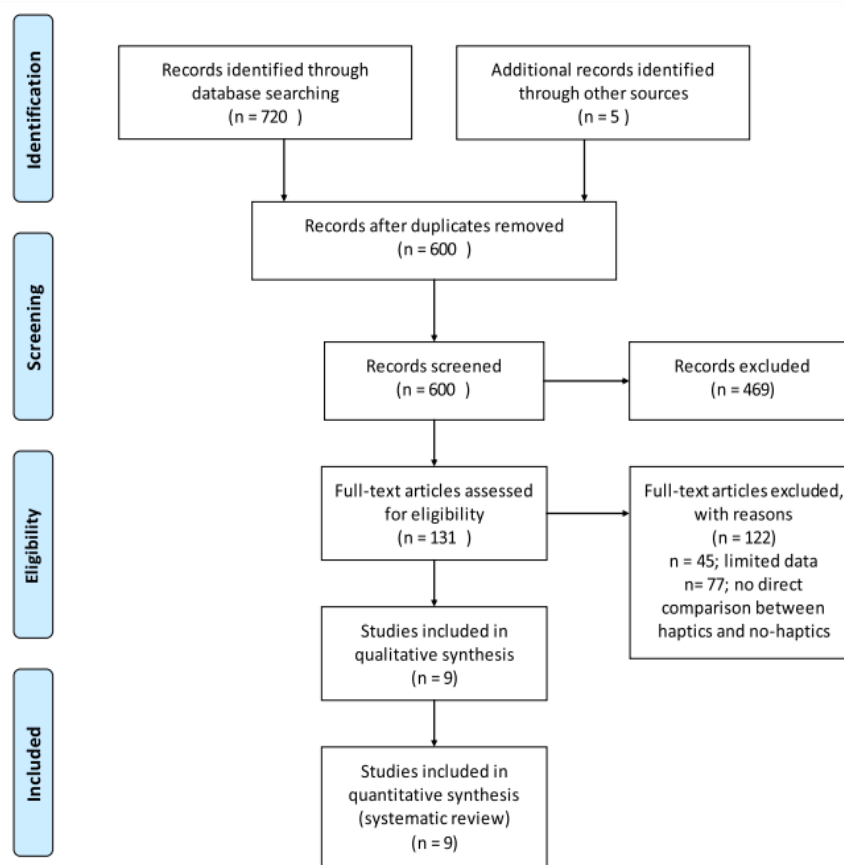 Identification
Records identified through
database searching
(n = 720 )
Additional records identified
through other sources
(n = 5 )
Records after duplicates removed
(n = 600 )
Screening
Records screened
(n = 600 )
Records excluded
(n = 469)
Eligibility
Full-text articles assessed
for eligibility
(n = 131 )
Full-text articles excluded,
with reasons
(n = 122)
n = 45; limited data
n= 77; no direct
comparison between
haptics and no-haptics
Studies included in
qualitative synthesis
(n = 9)
Included
Studies included in
quantitative synthesis
(systematic review)
(n = 9)